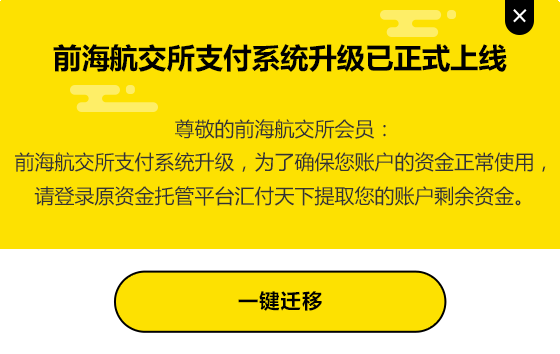 前海航交所支付系统升级已正式上线
尊敬的前海航交所会员：
前海航交所支付系统升级，为了确保您账户的资金正常使用，
请登录原资金托管平台汇付天下提取您的账户剩余资金。
一键迁移